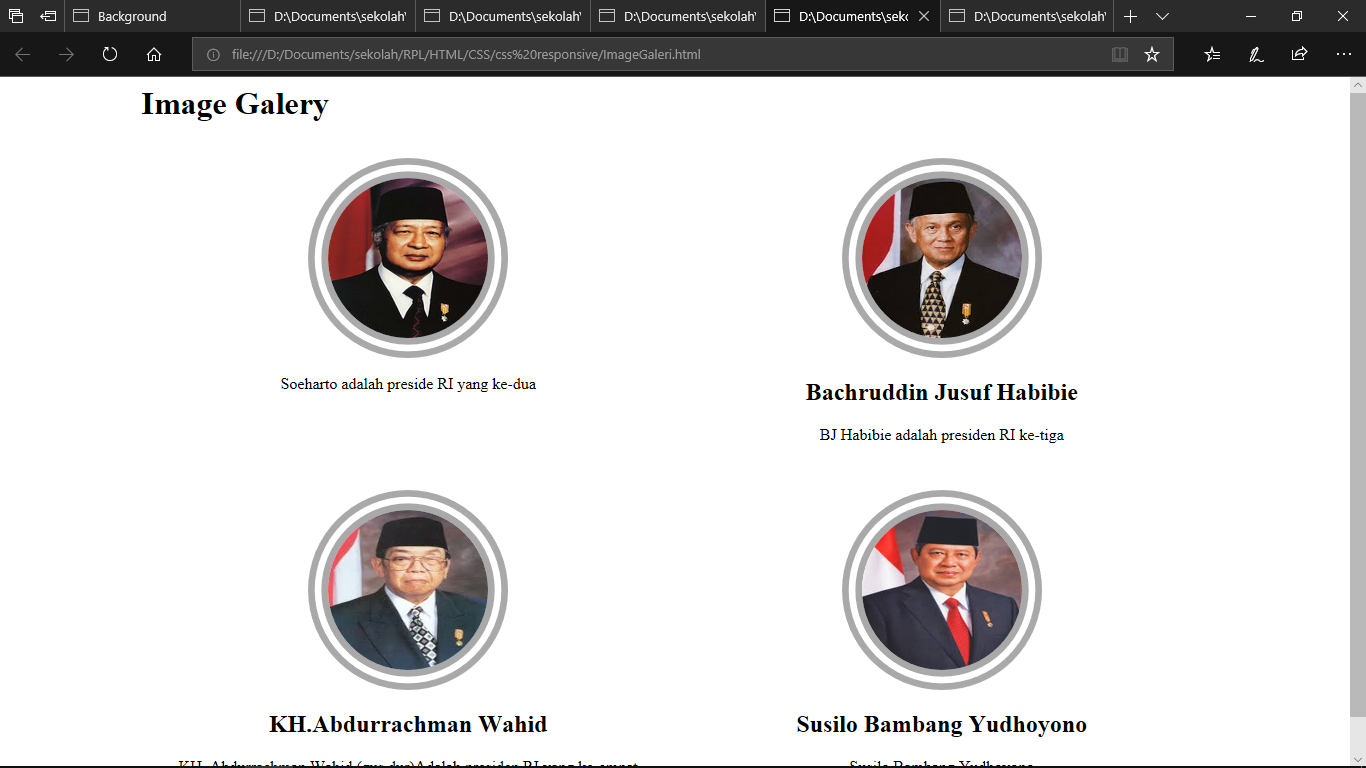 Background
D:\Documents\sekolah\
D:\Documents\sekolah\
D:\Documents\sekolah\
D:\Documents\seko
D:\Documents\sekolah\
file:///D:/Documents/sekolah/RPL/HTML/CSS/css%20responsive/ImageGaleri.html
Image Galery
Soeharto adalah preside RI yang ke-dua
Bachruddin Jusuf Habibie
BJ Habibie adalah presiden RI ke-tiga
KH.Abdurrachman Wahid
Susilo Bambang Yudhoyono